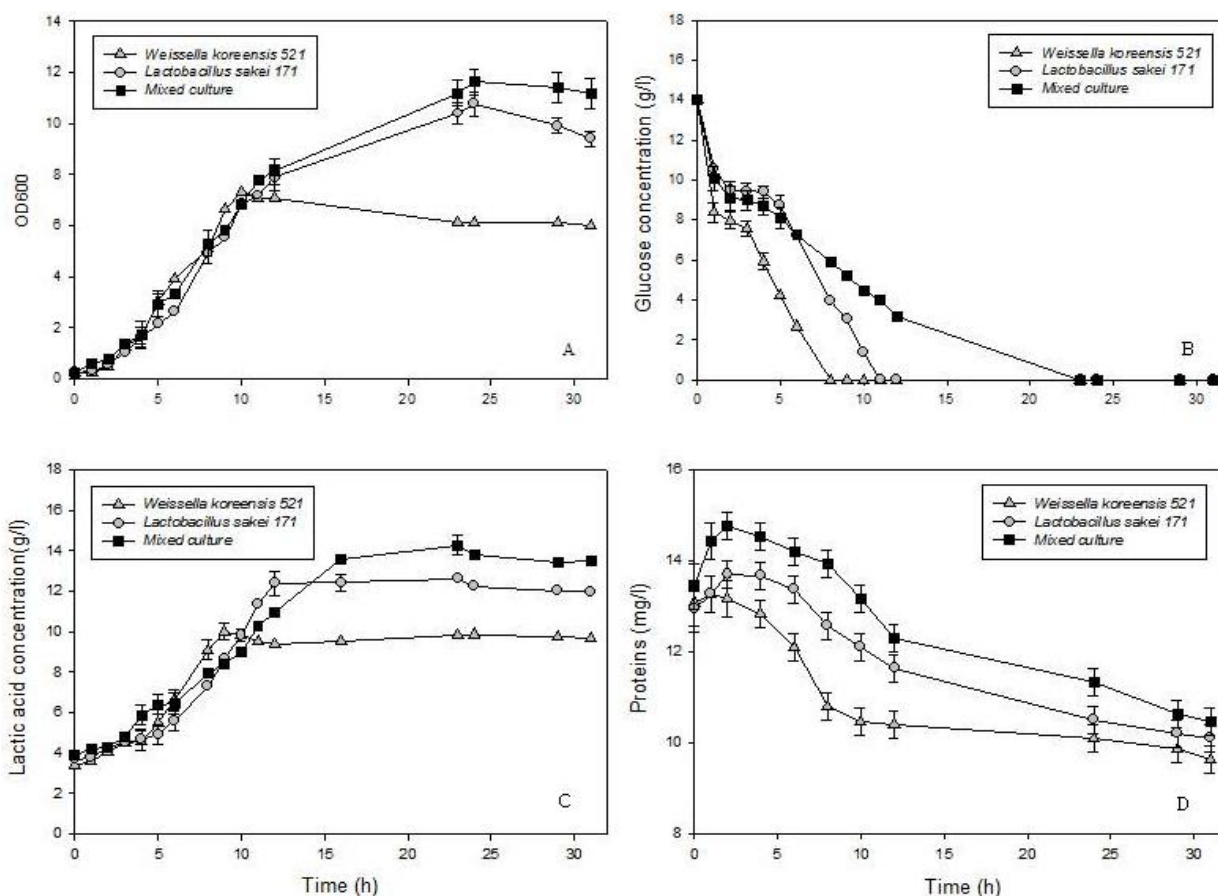 14
12
10
8
6
4
2
0
OD600
Weissella koreensis 521
Lactobacillus sakei 171
Mixed culture
A
0 5 10 15 20 25 30
18
16
14
12
10
8
6
4
2
0
Glucose concentration (g/l)
Weissella koreensis 521
Lactobacillus sakei 171
Mixed culture
B
0 5 10 15 20 25 30
18
16
14
12
10
8
6
4
2
0
Lactic acid concentration(g/l)
Weissella koreensis 521
Lactobacillus sakei 171
Mixed culture
C
0 5 10 15 20 25 30
Time (h)
16
14
12
10
8
Proteins (mg/l)
Weissella koreensis 521
Lactobacillus sakei 171
Mixed culture
D
0 5 10 15 20 25 30
Time (h)